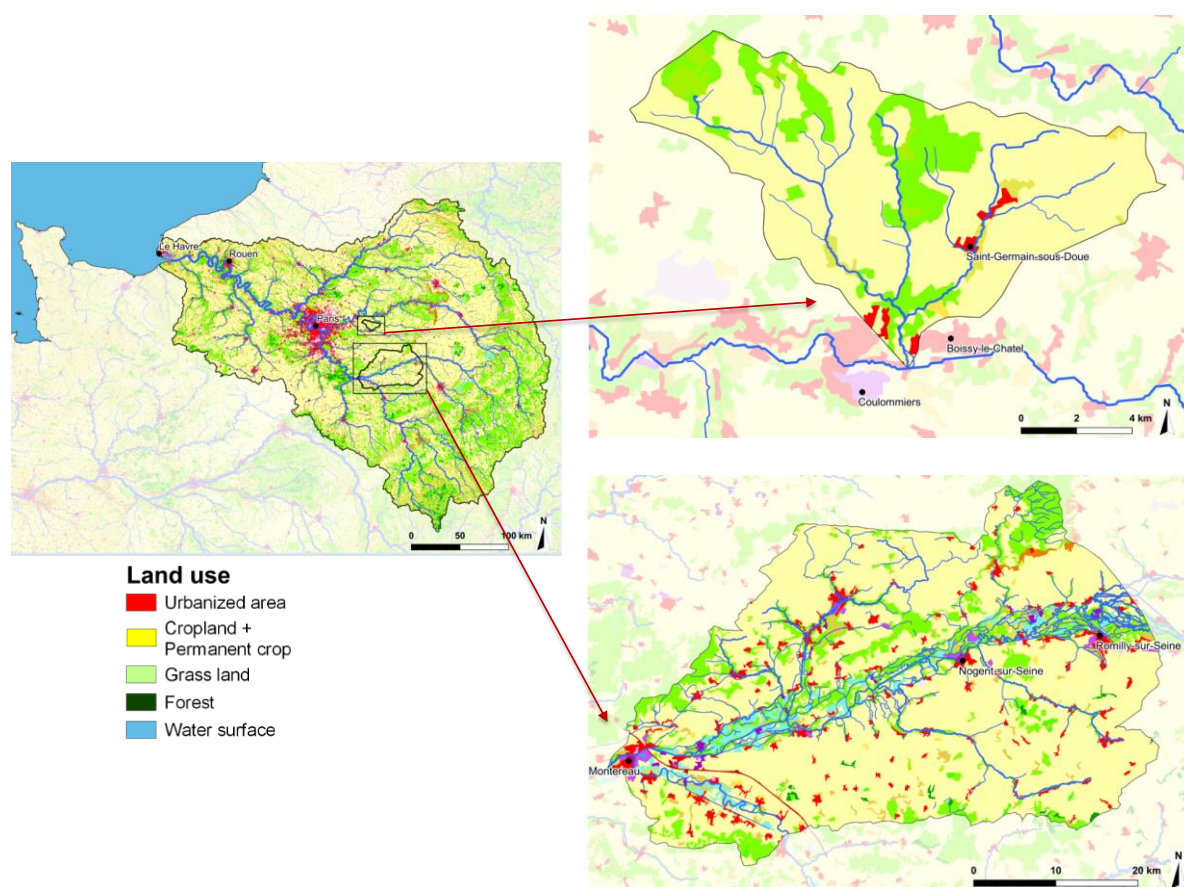 Le Havre
Rouen
Paris
0 50 100 km
N
Land use
Urbanized area
Cropland +
Permanent crop
Grass land
Forest
Water surface
Saint-Germain-sous-Doue
Boissy-le-Chatel
Coulommiers
0 2 4 km
N
Romilly-sur-Seine
Nogent-sur-Seine
Montereau
0 10 20 km
N